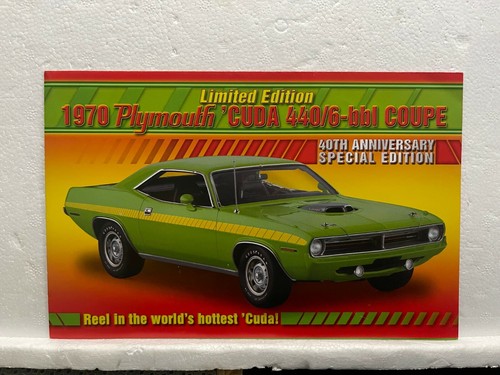 Limited Edition
1970 Plymouth 'CUDA 440/6-bbl COUPE
40TH ANNIVERSARY
SPECIAL EDITION
Reel in the world's hottest 'Cuda!